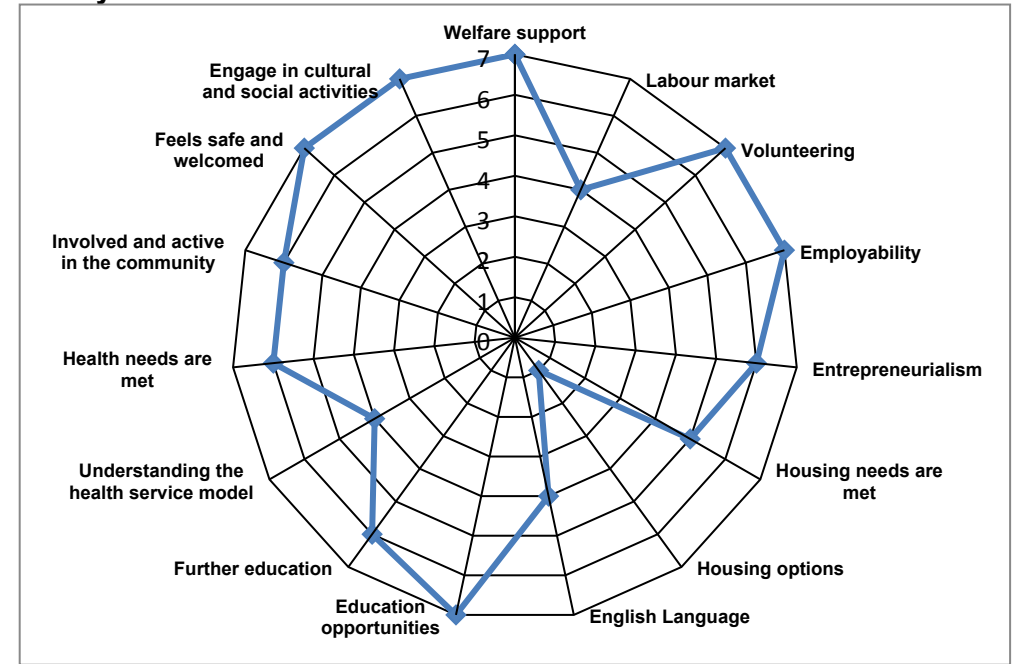 Welfare support
7
Engage in cultural
and social activities
Labour market
6
Feels safe and
welcomed
Volunteering
5
4
3
Involved and active
in the community
Employability
2
1
0
Health needs are
met
Entrepreneurialism
Understanding the
health service model
Housing needs are
met
Further education
Housing options
Education
opportunities
English Language